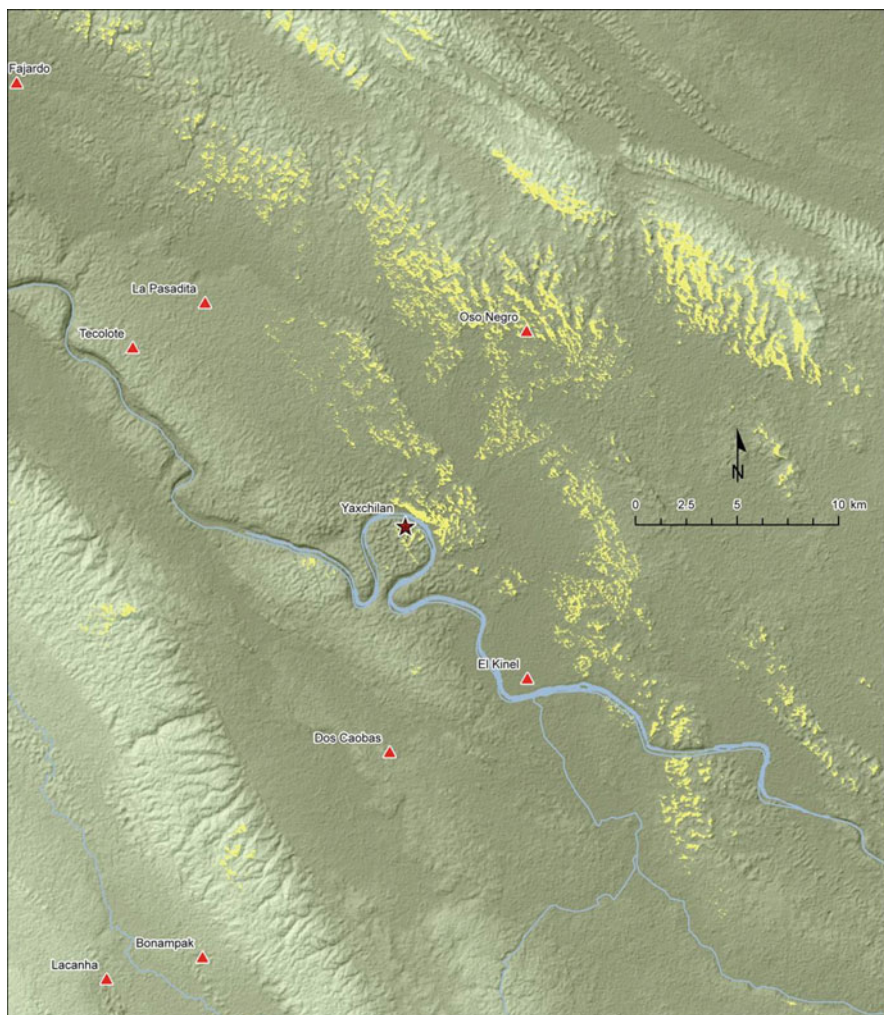 Fajardo
La Pasadita
Tecolote
Oso Negro
N
0 2.5 5 10 km
Yaxchilan
El Kinel
Dos Caobas
Bonampak
Lacanha